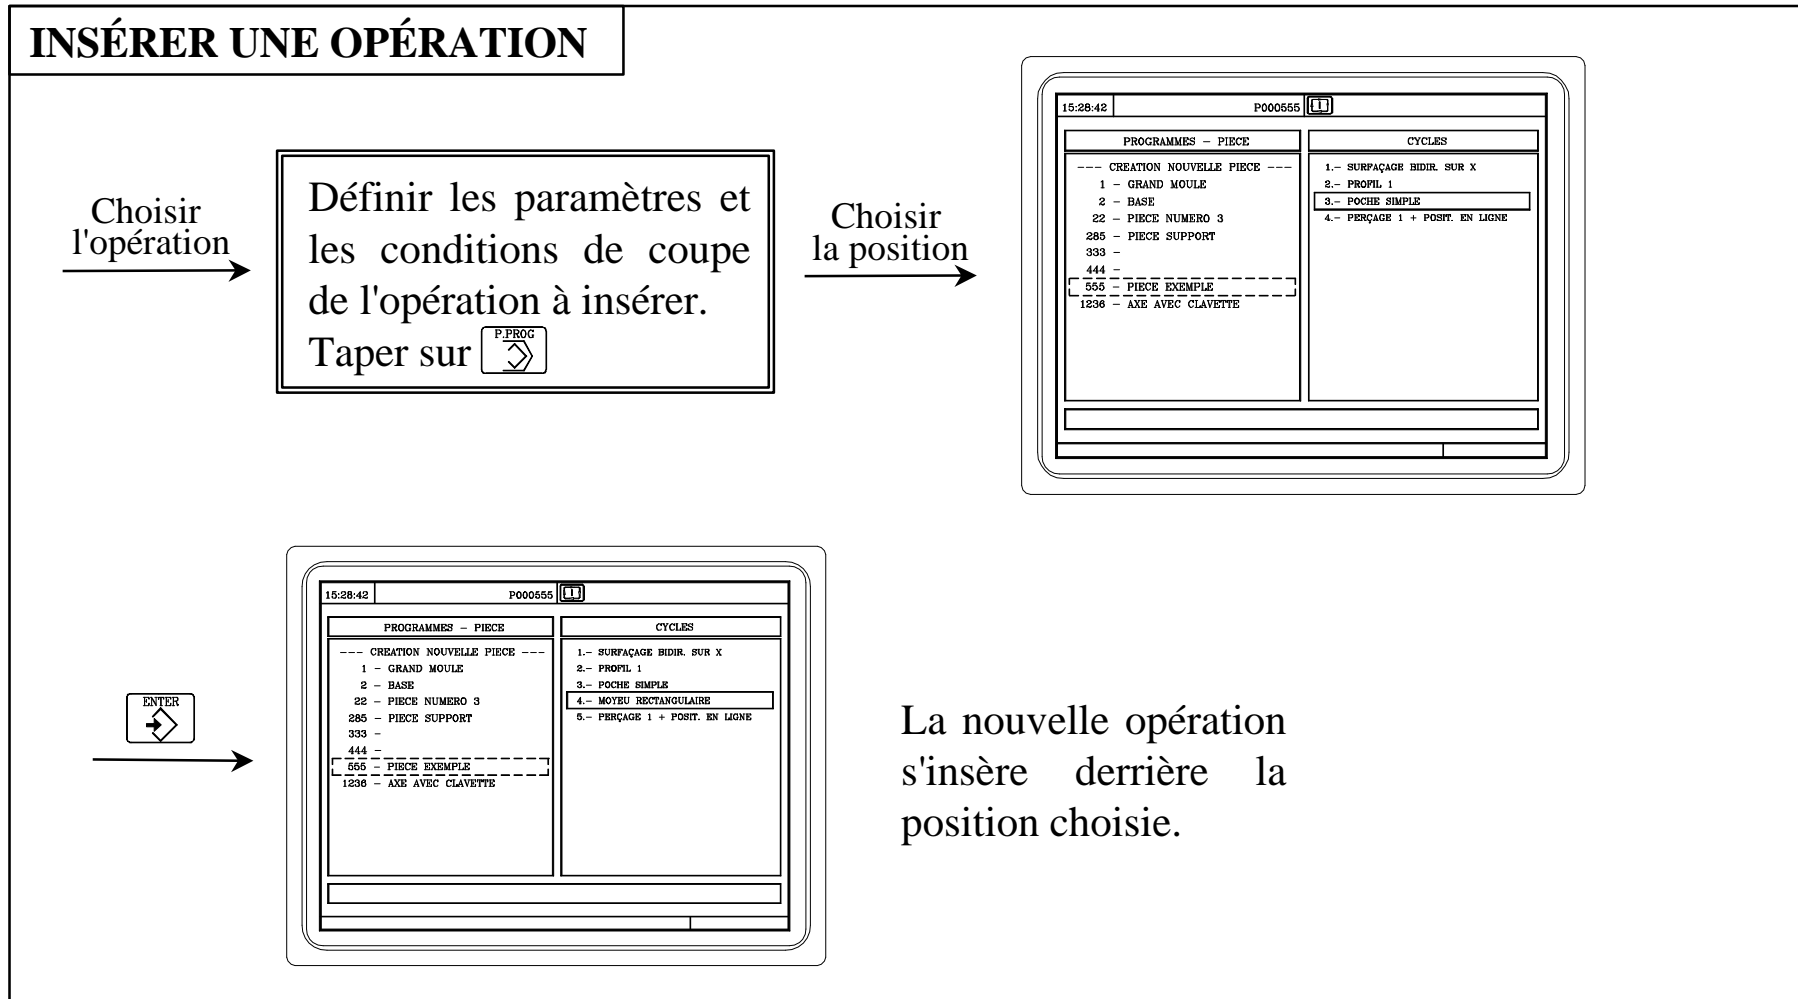 INSÉRER UNE OPÉRATION
Choisir
l'opération
Définir les paramètres et
les conditions de coupe
de l'opération à insérer.
Taper sur P.PROG
Choisir
la position
15:28:42 P000555
PROGRAMMES - PIECE
--- CREATION NOUVELLE PIECE ---
1 - GRAND MOULE
2 - BASE
22 - PIECE NUMERO 3
285 - PIECE SUPPORT
333 -
444 -
555 - PIECE EXEMPLE
1236 - AXE AVEC CLAVETTE
CYCLES
1.- SURFAÇAGE BIDIR. SUR X
2.- PROFIL 1
3.- POCHE SIMPLE
4.- PERÇAGE 1 + POSIT. EN LIGNE
ENTER
15:28:42 P000555
PROGRAMMES - PIECE
--- CREATION NOUVELLE PIECE ---
1 - GRAND MOULE
2 - BASE
22 - PIECE NUMERO 3
285 - PIECE SUPPORT
333 -
444 -
555 - PIECE EXEMPLE
1236 - AXE AVEC CLAVETTE
CYCLES
1.- SURFAÇAGE BIDIR. SUR X
2.- PROFIL 1
3.- POCHE SIMPLE
4.- MOYEU RECTANGULAIRE
5.- PERÇAGE 1 + POSIT. EN LIGNE
La nouvelle opération
s'insère derrière la
position choisie.